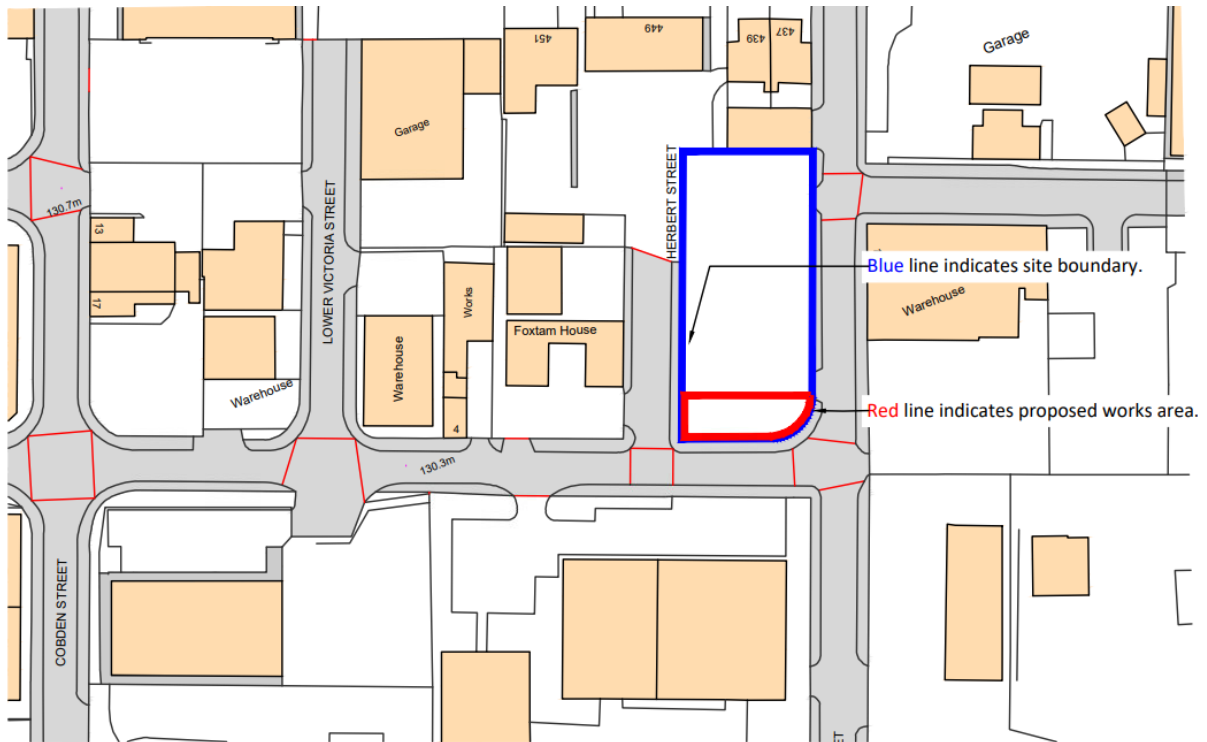 451
449
439
437
Garage
Garage
HERBERT STREET
LOWER VICTORIA STREET
130.7m
13
17
Blue line indicates site boundary.
Warehouse
Works
Foxtam House
Warehouse
Warehouse
4
Red line indicates proposed works area.
130.3m
COBDEN STREET